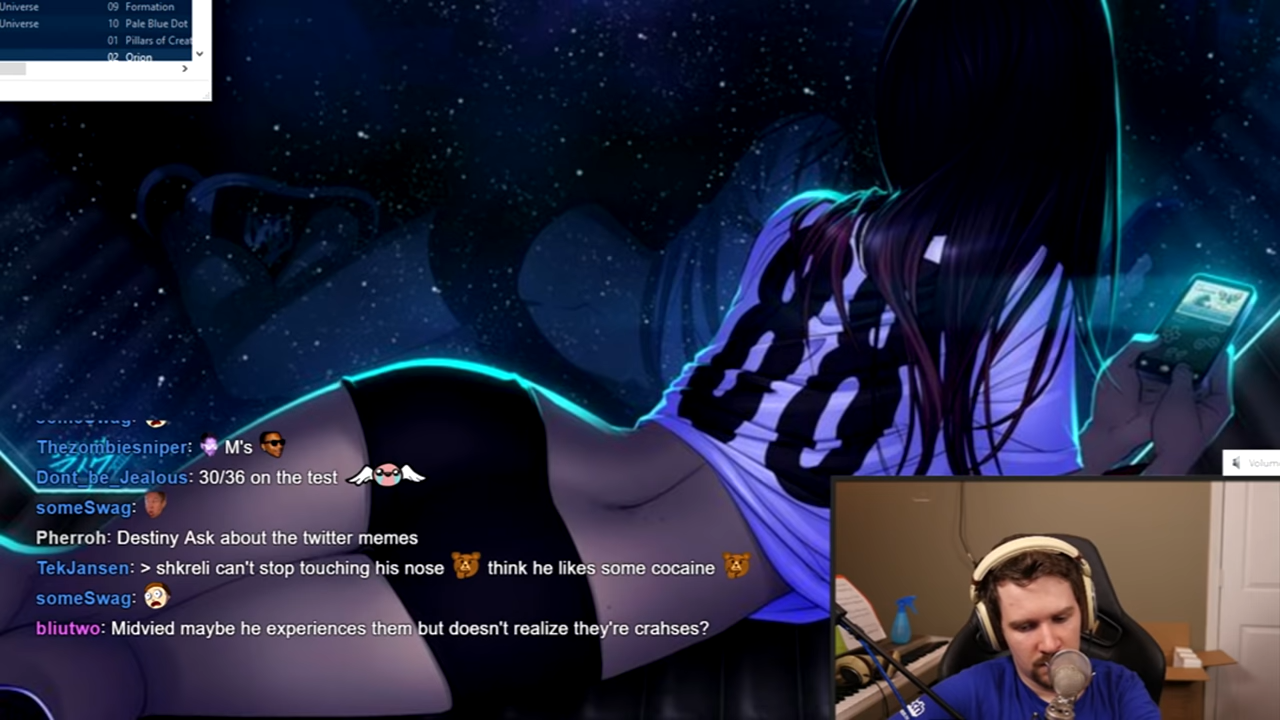 Universe 09 Formation
Universe 10 Pale Blue Dot
01 Pillars of Creat
02 Orion
someSwag:
Thezombiesniper: M's
Dont_be_Jealous: 30/36 on the test
someSwag:
Pherroh: Destiny Ask about the twitter memes
TekJansen: > shkreli can't stop touching his nose think he likes some cocaine
someSwag:
bliutwo: Midvied maybe he experiences them but doesn't realize they're crahses?
Volum